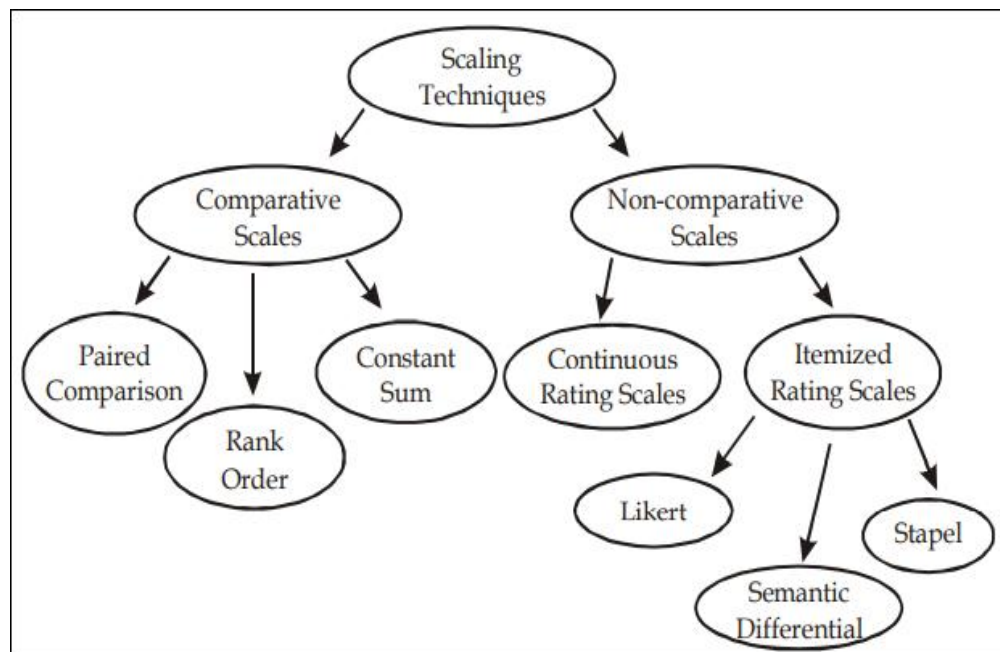 Scaling
Techniques
Comparative
Scales
Non-comparative
Scales
Paired
Comparison
Rank
Order
Constant
Sum
Continuous
Rating Scales
Itemized
Rating Scales
Likert
Semantic
Differential
Stapel